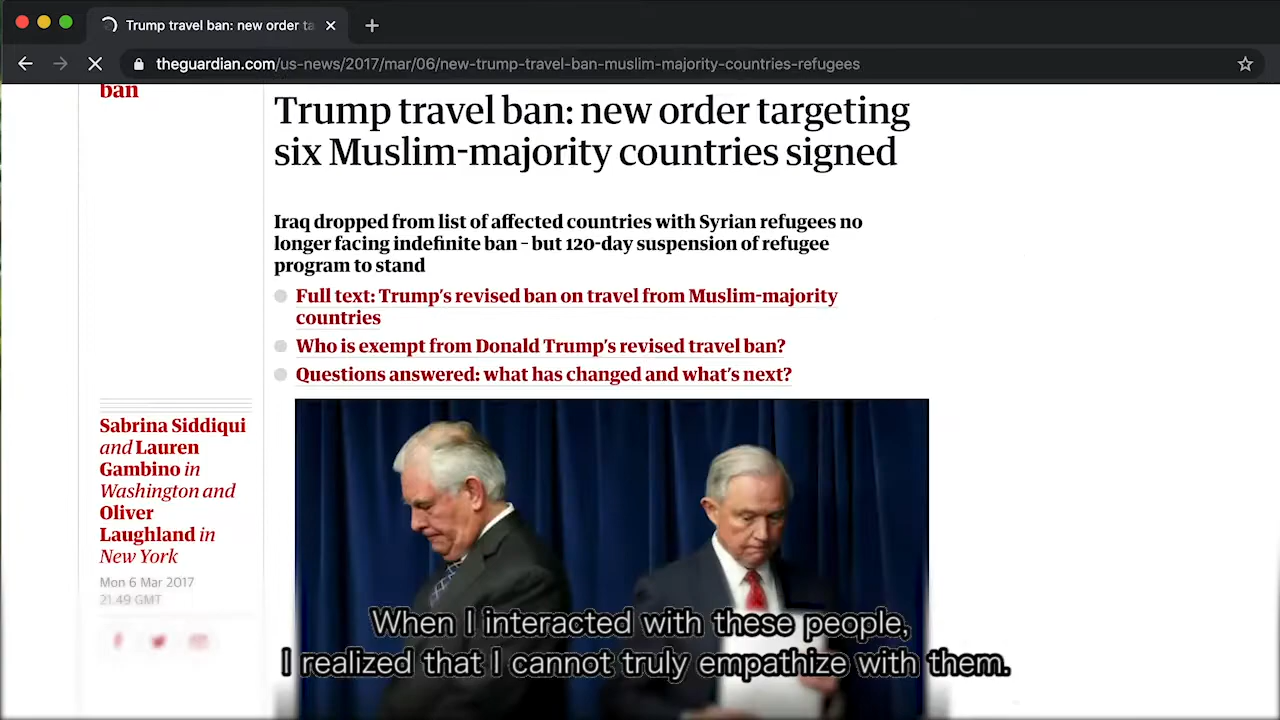 Trump travel ban: new order ta
theguardian.com/us-news/2017/mar/06/new-trump-travel-ban-muslim-majority-countries-refugees
ban
Trump travel ban: new order targeting
six Muslim-majority countries signed
Iraq dropped from list of affected countries with Syrian refugees no
longer facing indefinite ban – but 120-day suspension of refugee
program to stand
Full text: Trump’s revised ban on travel from Muslim-majority
countries
Who is exempt from Donald Trump’s revised travel ban?
Questions answered: what has changed and what’s next?
Sabrina Siddiqui
and Lauren
Gambino in
Washington and
Oliver
Laughland in
New York
Mon 6 Mar 2017
21.49 GMT
When I interacted with these people,
I realized that I cannot truly empathize with them.